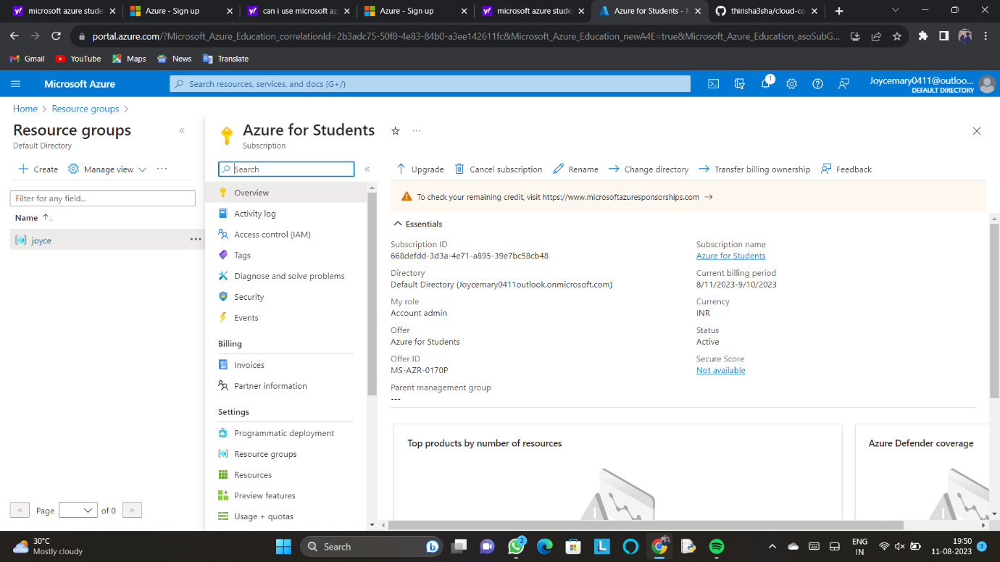 microsoft azure stude
Azure - Sign up
can i use microsoft az
Azure - Sign up
microsoft azure stude
Azure for Students - M
thirisha3sha/cloud-co
portal.azure.com/?Microsoft_Azure_Education_correlationId=2b3adc75-50f8-4e83-84b0-a3ee142611fc&Microsoft_Azure_Education_newA4E=true&Microsoft_Azure_Education_asoSubG...
Gmail
YouTube
Maps
News
Translate
Microsoft Azure
Search resources, services, and docs (G+/)
1
Joycemary0411@outloo...
DEFAULT DIRECTORY
Home > Resource groups >
Resource groups
Default Directory
Create
Manage view
Filter for any field...
Name
joyce
Page
of 0
Azure for Students
Subscription
Search
Overview
Activity log
Access control (IAM)
Tags
Diagnose and solve problems
Security
Events
Billing
Invoices
Partner information
Settings
Programmatic deployment
Resource groups
Resources
Preview features
Usage + quotas
Upgrade
Cancel subscription
Rename
Change directory
Transfer billing ownership
Feedback
To check your remaining credit, visit https://www.microsoftazuresponsorships.com
Essentials
Subscription ID
668defdd-3d3a-4e71-a895-39e7bc58cb48
Directory
Default Directory (Joycemary0411outlook.onmicrosoft.com)
My role
Account admin
Offer
Azure for Students
Offer ID
MS-AZR-0170P
Parent management group
---
Subscription name
Azure for Students
Current billing period
8/11/2023-9/10/2023
Currency
INR
Status
Active
Secure Score
Not available
Top products by number of resources
Azure Defender coverage
30°C
Mostly cloudy
Search
2
L
ENG
IN
19:50
11-08-2023
3